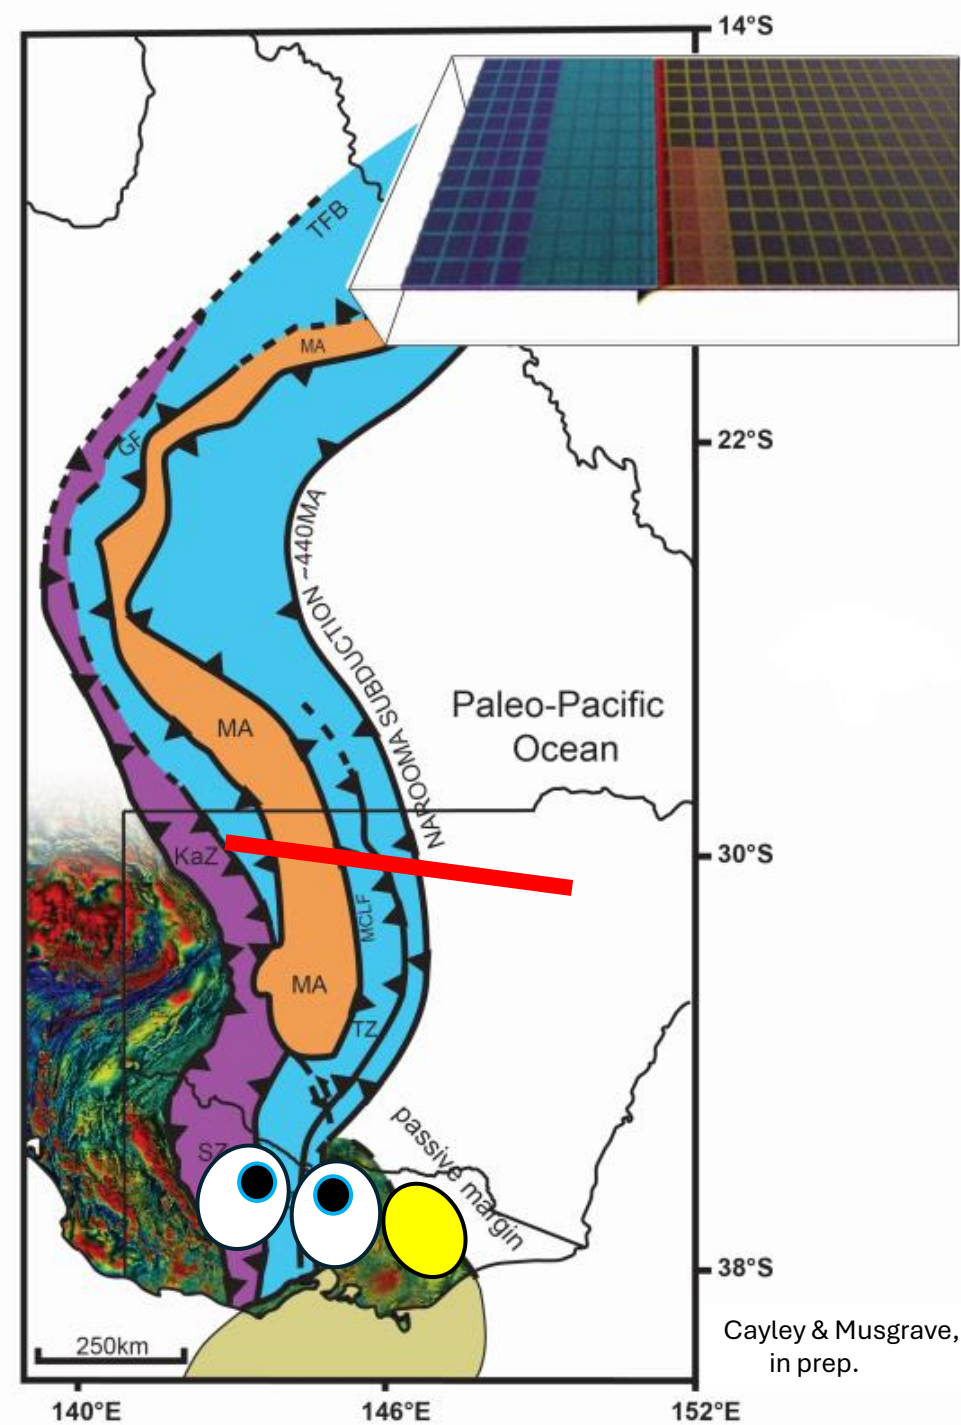 14°S
TFB
MA
GF
22°S
NAROOMA SUBDUCTION ~440MA
Paleo-Pacific
Ocean
MA
KaZ
30°S
MCLF
MA
TZ
passive margin
SZ
38°S
250km
Cayley & Musgrave,
in prep.
140°E
146°E
152°E